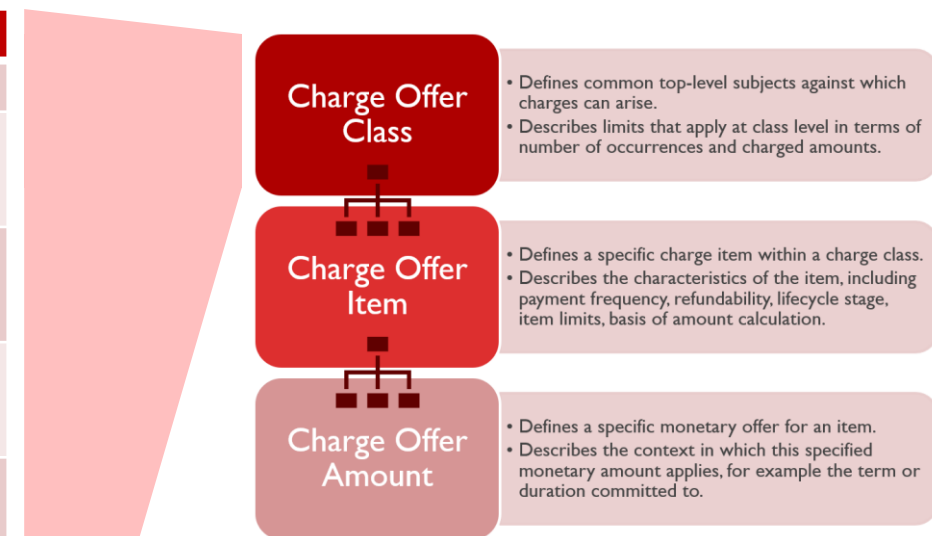 Charge Offer
Class
• Defines common top-level subjects against which
charges can arise.
• Describes limits that apply at class level in terms of
number of occurrences and charged amounts.
Charge Offer
Item
• Defines a specific charge item within a charge class.
• Describes the characteristics of the item, including
payment frequency, refundability, lifecycle stage,
item limits, basis of amount calculation.
Charge Offer
Amount
• Defines a specific monetary offer for an item.
• Describes the context in which this specified
monetary amount applies, for example the term or
duration committed to.